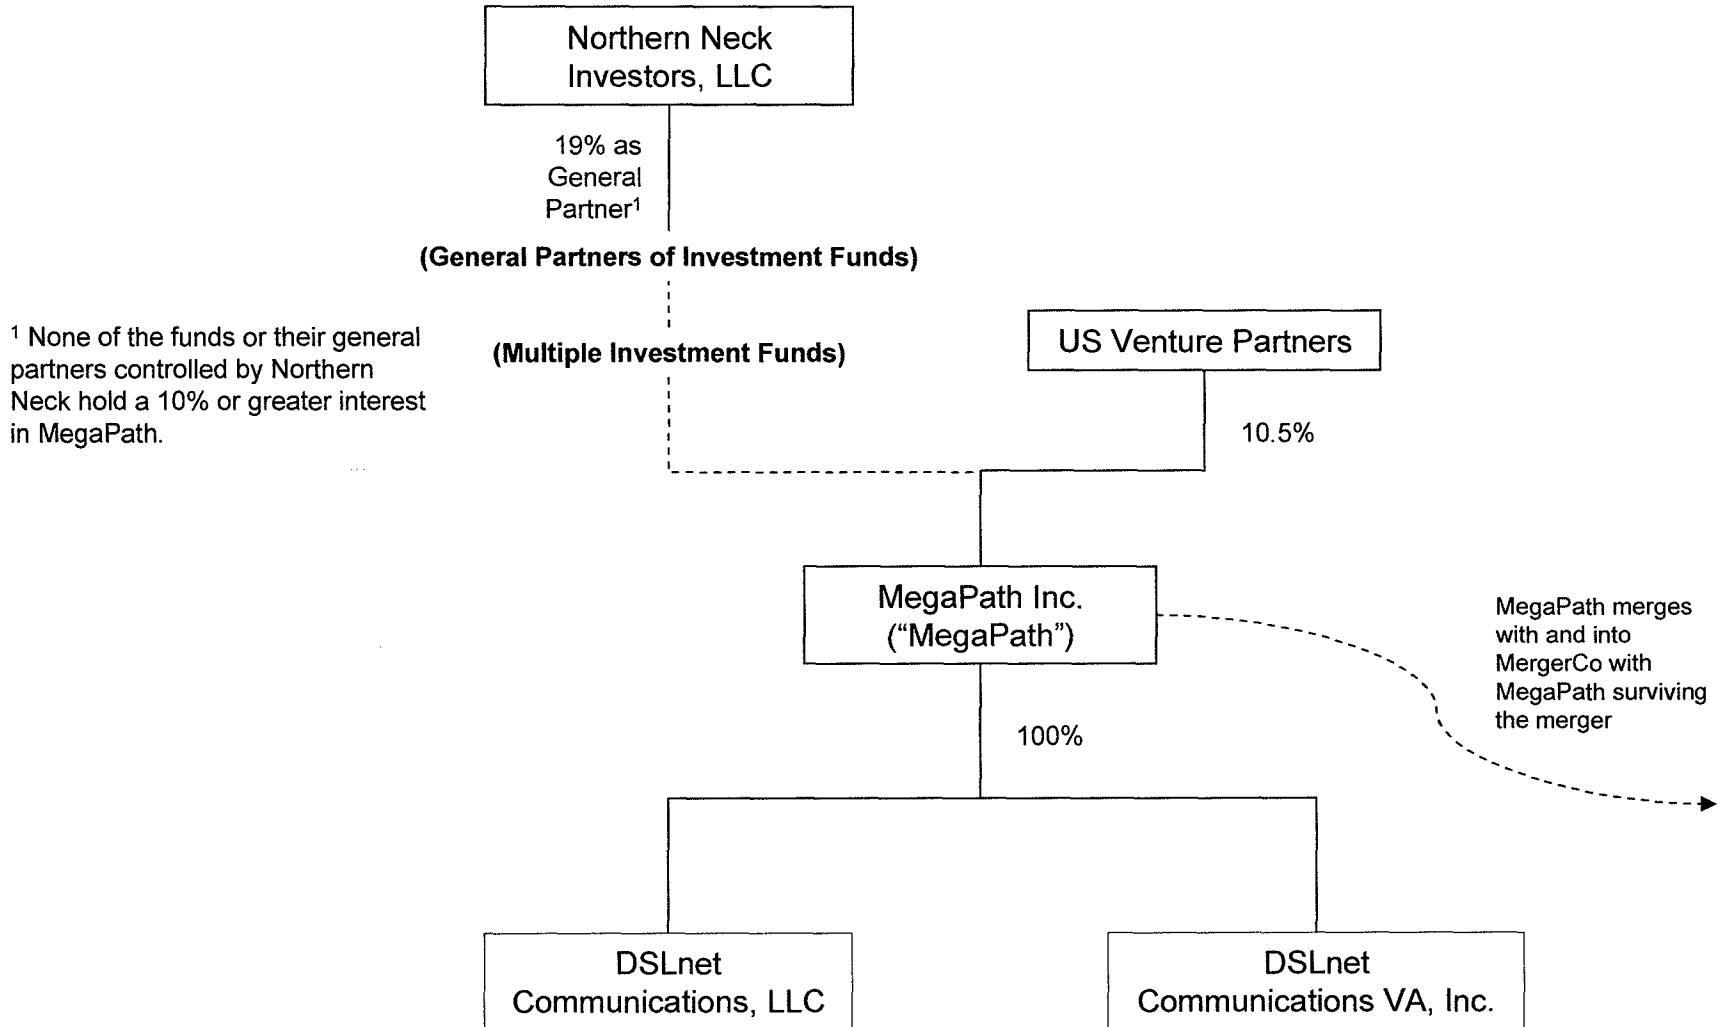 Northern Neck
Investors, LLC
19% as
General
Partner¹
(General Partners of Investment Funds)
¹ None of the funds or their general
partners controlled by Northern
Neck hold a 10% or greater interest
in MegaPath.
(Multiple Investment Funds)
US Venture Partners
10.5%
MegaPath Inc.
(“MegaPath”)
MegaPath merges
with and into
MergerCo with
MegaPath surviving
the merger
100%
DSLnet
Communications, LLC
DSLnet
Communications VA, Inc.